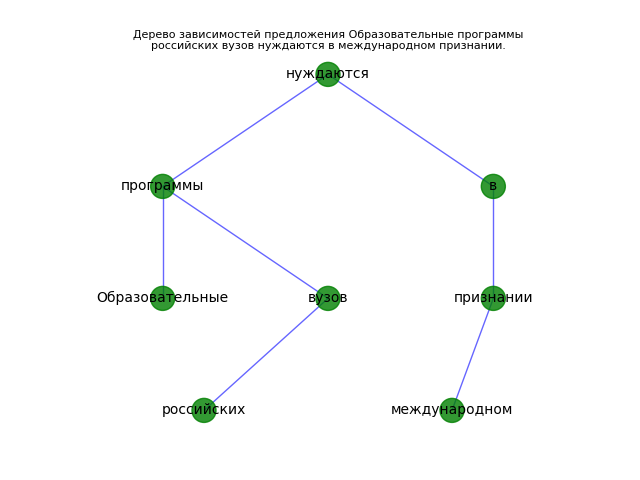 Дерево зависимостей предложения Образовательные программы
российских вузов нуждаются в международном признании.
нуждаются
программы
в
Образовательные
вузов
признании
российских
международном